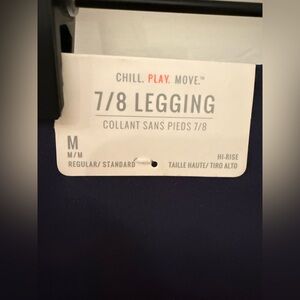 CHILL. PLAY. MOVE.™
7/8 LEGGING
COLLANT SANS PIEDS 7/8
M
M/M
HI-RISE
REGULAR/ STANDARD TAILLE HAUTE/ TIRO ALTO